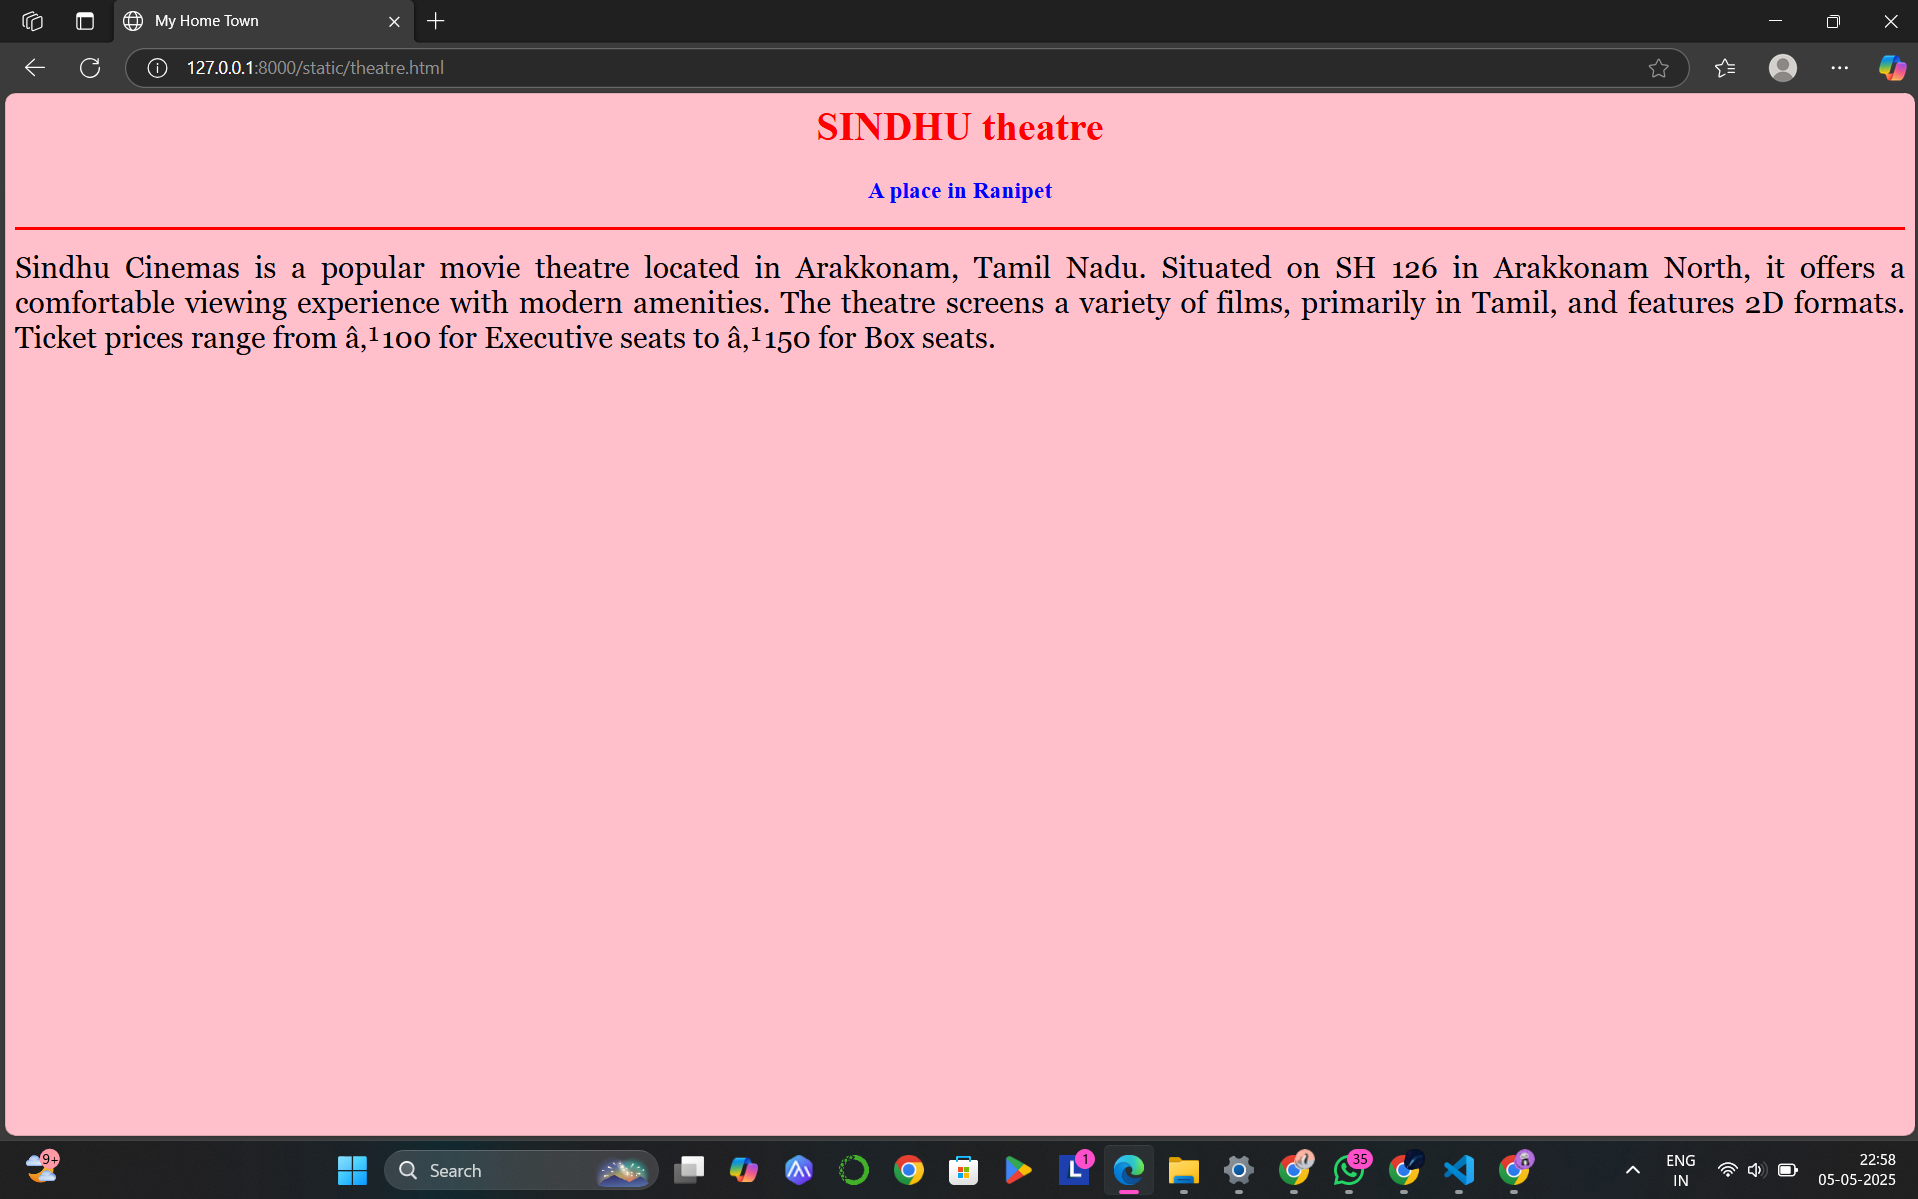 My Home Town
127.0.0.1:8000/static/theatre.html
SINDHU theatre
A place in Ranipet
Sindhu Cinemas is a popular movie theatre located in Arakkonam, Tamil Nadu. Situated on SH 126 in Arakkonam North, it offers a
comfortable viewing experience with modern amenities. The theatre screens a variety of films, primarily in Tamil, and features 2D formats.
Ticket prices range from â‚¹100 for Executive seats to â‚¹150 for Box seats.
9+
Search
L
1
35
ENG
IN
22:58
05-05-2025